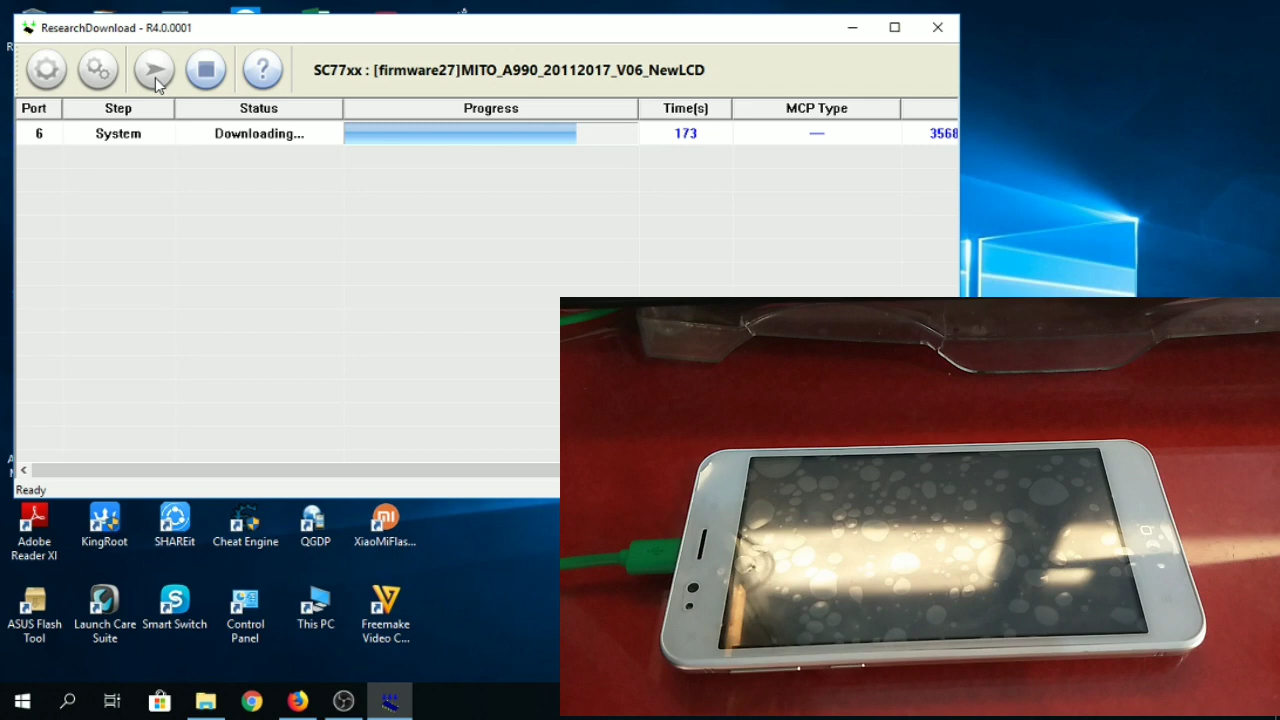 ResearchDownload - R4.0.0001
SC77xx : [firmware27]MITO_A990_20112017_V06_NewLCD
Port Step Status Progress Time(s) MCP Type
6 System Downloading... 173 — 3568
Ready
Adobe Reader XI
KingRoot
SHAREit
Cheat Engine
QGDP
XiaoMiFlas...
ASUS Flash Tool
Launch Care Suite
Smart Switch
Control Panel
This PC
Freemake Video C...